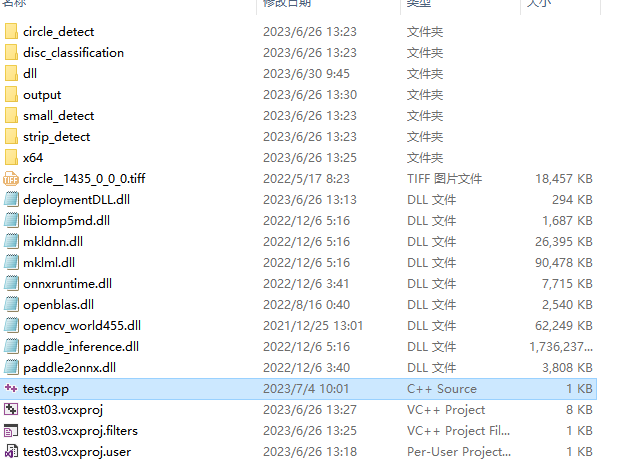 名称 修改日期 类型 大小
circle_detect 2023/6/26 13:23 文件夹
disc_classification 2023/6/26 13:23 文件夹
dll 2023/6/30 9:45 文件夹
output 2023/6/26 13:30 文件夹
small_detect 2023/6/26 13:23 文件夹
strip_detect 2023/6/26 13:23 文件夹
x64 2023/6/26 13:25 文件夹
circle__1435_0_0_0.tiff 2022/5/17 8:23 TIFF 图片文件 18,457 KB
deploymentDLL.dll 2023/6/26 13:13 DLL 文件 294 KB
libiomp5md.dll 2022/12/6 5:16 DLL 文件 1,687 KB
mkldnn.dll 2022/12/6 5:16 DLL 文件 26,395 KB
mklml.dll 2022/12/6 5:16 DLL 文件 90,478 KB
onnxruntime.dll 2022/12/6 3:41 DLL 文件 7,715 KB
openblas.dll 2022/8/16 0:40 DLL 文件 2,540 KB
opencv_world455.dll 2021/12/25 13:01 DLL 文件 62,249 KB
paddle_inference.dll 2022/12/6 5:16 DLL 文件 1,736,237...
paddle2onnx.dll 2022/12/6 3:40 DLL 文件 3,808 KB
test.cpp 2023/7/4 10:01 C++ Source 1 KB
test03.vcxproj 2023/6/26 13:27 VC++ Project 8 KB
test03.vcxproj.filters 2023/6/26 13:25 VC++ Project Fil... 1 KB
test03.vcxproj.user 2023/6/26 13:18 Per-User Project... 1 KB